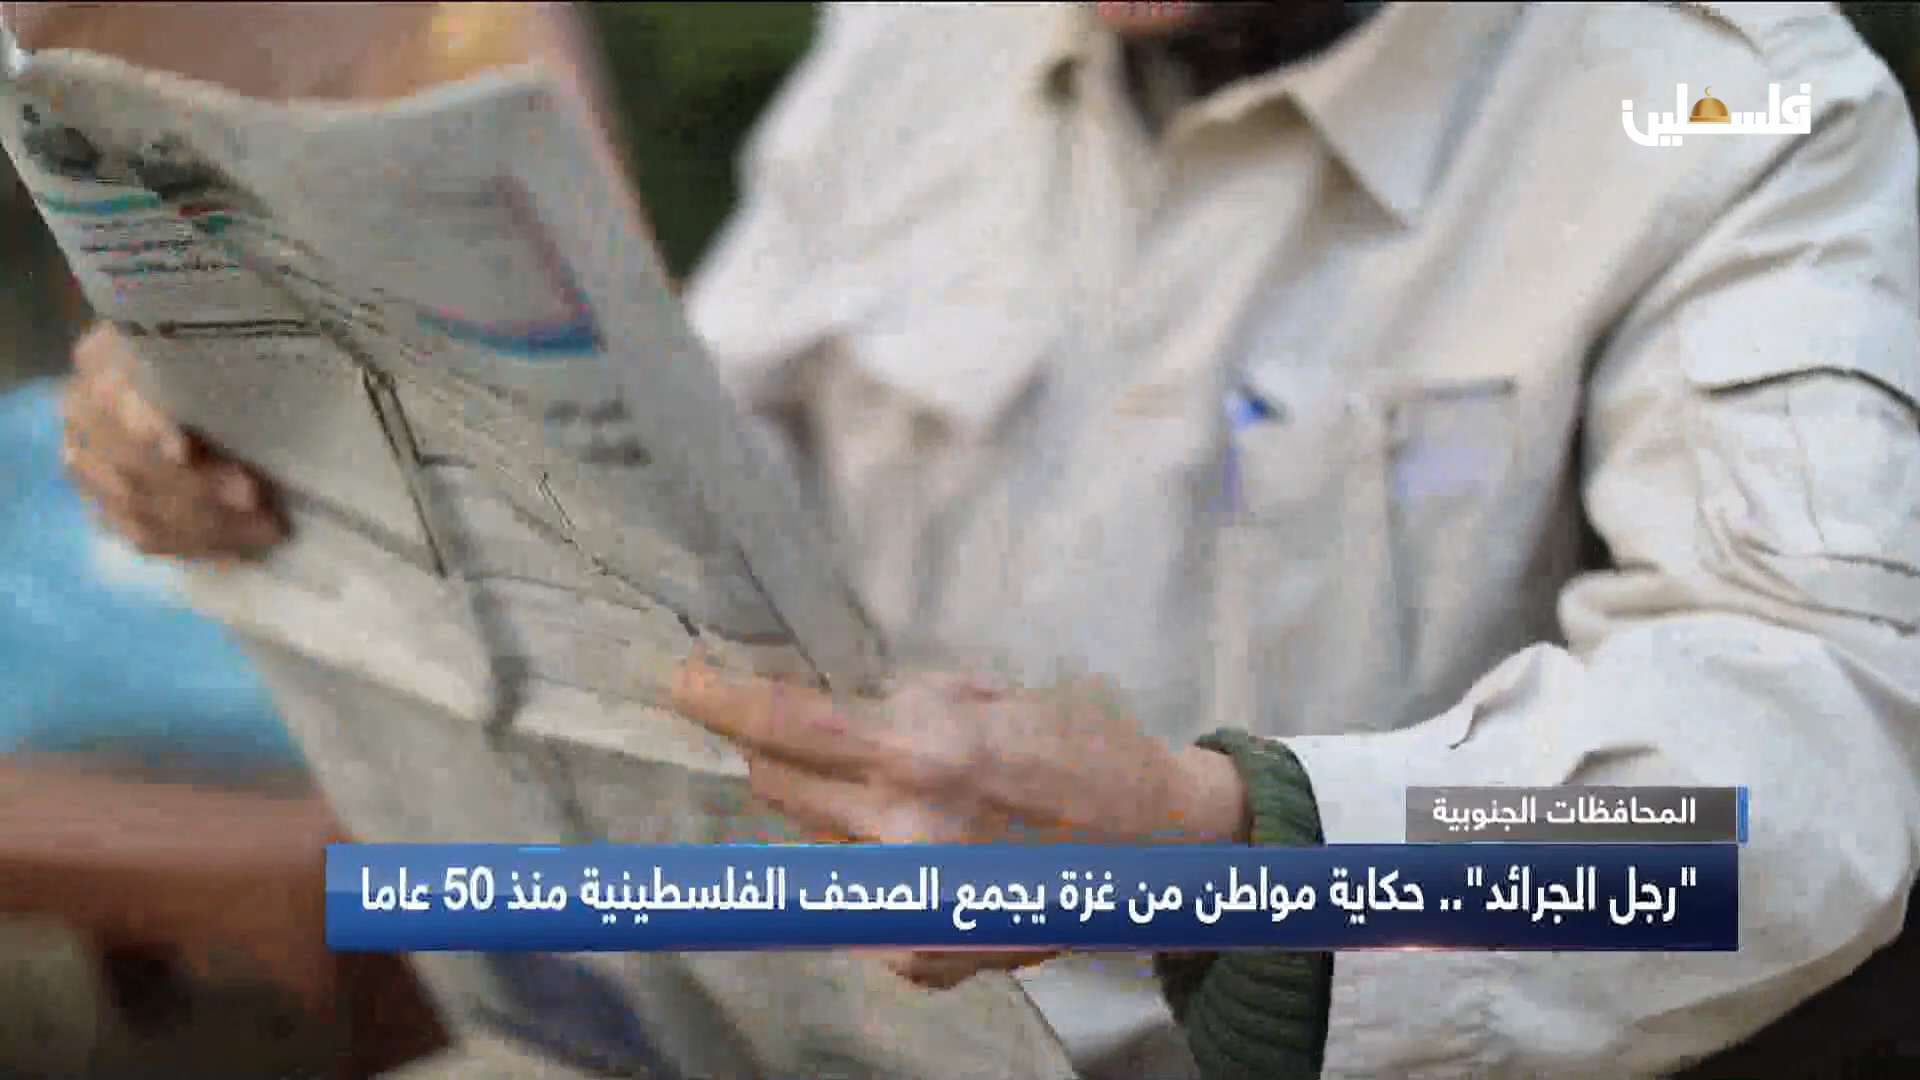 فلسطين
المحافظات الجنوبية
"رجل الجرائد".. حكاية مواطن من غزة يجمع الصحف الفلسطينية منذ 50 عاما